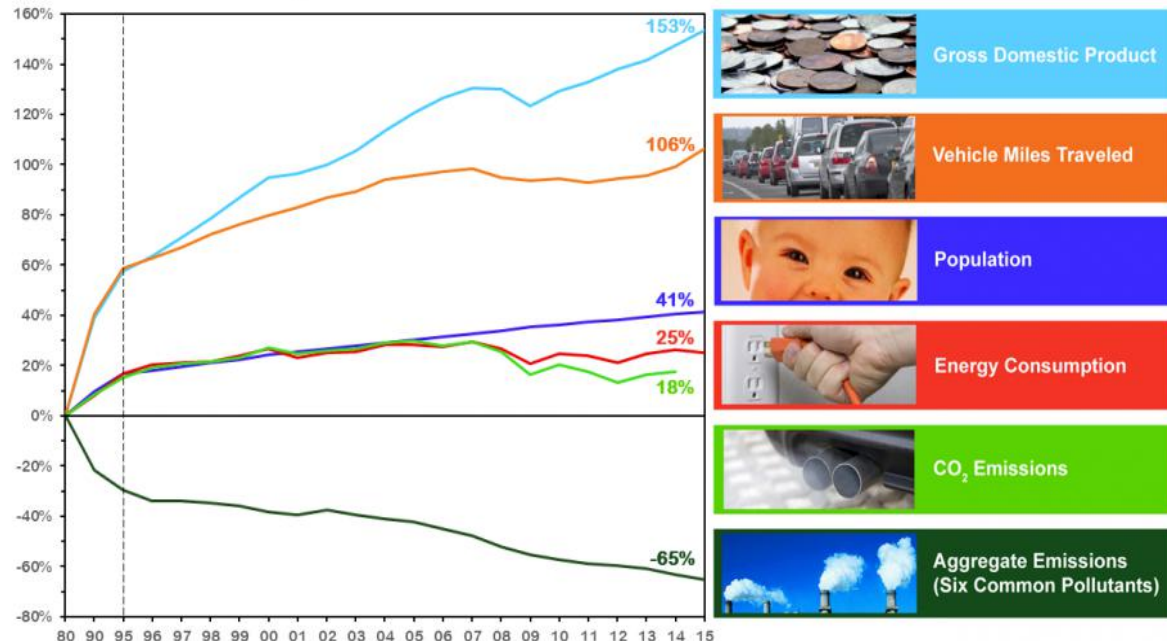 160%
140%
120%
100%
80%
60%
40%
20%
0%
-20%
-40%
-60%
-80%
80 90 95 96 97 98 99 00 01 02 03 04 05 06 07 08 09 10 11 12 13 14 15
153%
106%
41%
25%
18%
-65%
Gross Domestic Product
Vehicle Miles Traveled
Population
Energy Consumption
CO₂ Emissions
Aggregate Emissions
(Six Common Pollutants)